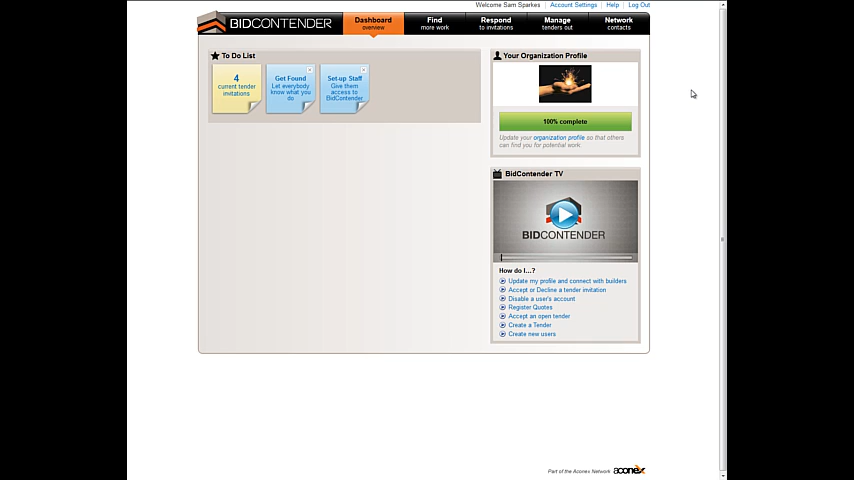 Welcome Sam Sparkes Account Settings Help Log Out
BIDCONTENDER
Dashboard
overview
Find
more work
Respond
to invitations
Manage
tenders out
Network
contacts
To Do List
4
current tender
invitations
Get Found
Let everybody
know what you
do
Set-up Staff
Give them
access to
BidContender
Your Organization Profile
100% complete
Update your organization profile so that others
can find you for potential work.
BidContender TV
BIDCONTENDER
How do I...?
Update my profile and connect with builders
Accept or Decline a tender invitation
Disable a user's account
Register Quotes
Accept an open tender
Create a Tender
Create new users
Part of the Aconex Network aconex